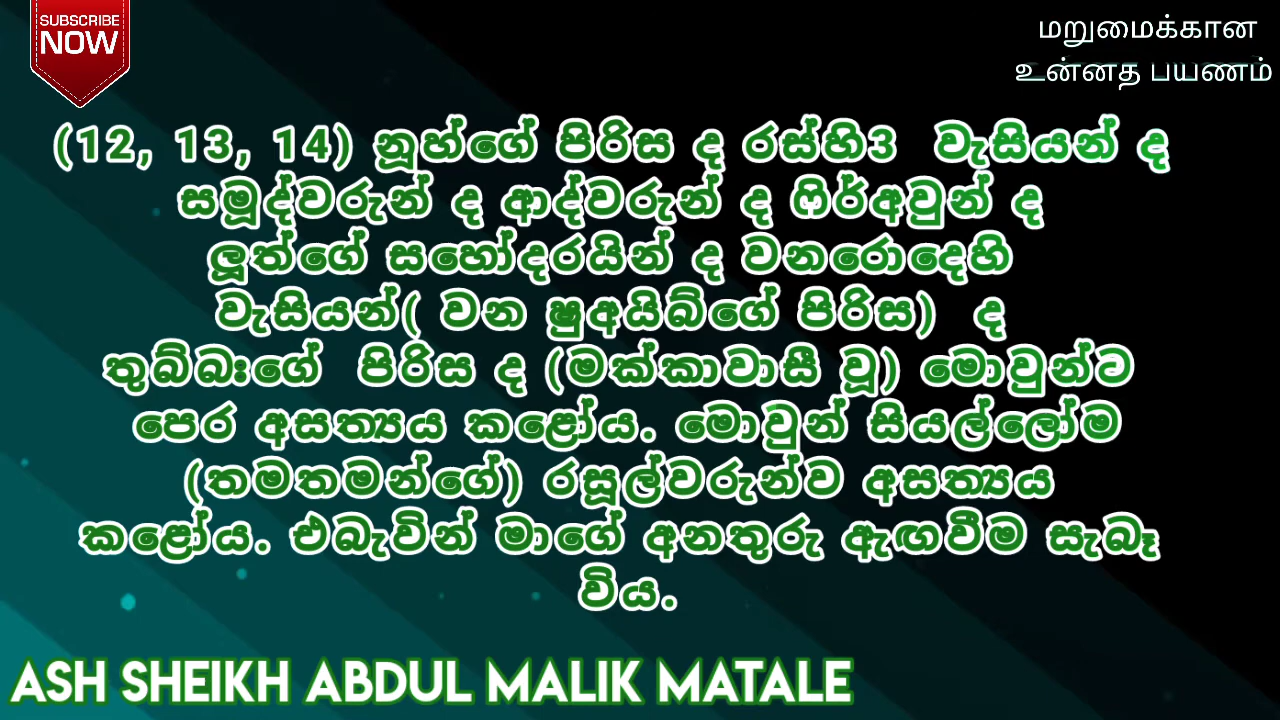 SUBSCRIBE
NOW
மறுமைக்கான
உன்னத பயணம்
(12, 13, 14) නූහ්ගේ පිරිස ද රස්හි3 වැසියන් ද
සමූද්වරුන් ද ආද්වරුන් ද ෆිර්අවුන් ද
ලූත්ගේ සහෝදරයින් ද වනරොදෙහි
වැසියන්( වන ෂුඅයිබ්ගේ පිරිස) ද
තුබ්බඃගේ පිරිස ද (මක්කාවාසී වූ) මොවුන්ට
පෙර අසත්‍යය කළෝය. මොවුන් සියල්ලෝම
(තමතමන්ගේ) රසූල්වරුන්ව අසත්‍යය
කළෝය. එබැවින් මාගේ අනතුරු ඇඟවීම සැබෑ
විය.
ASH SHEIKH ABDUL MALIK MATALE